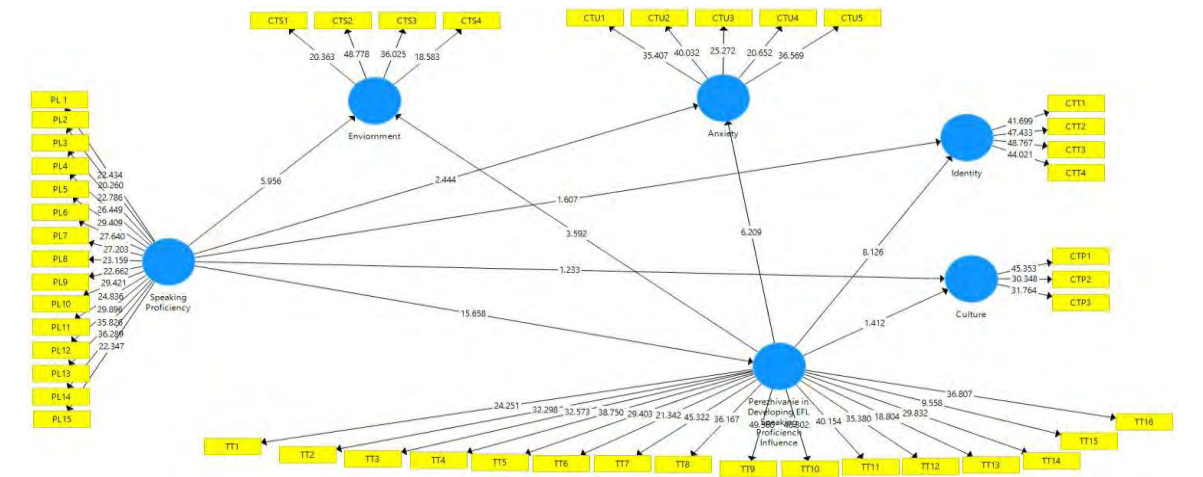 CTS1
CTS2
CTS3
CTS4
CTU1
CTU2
CTU3
CTU4
CTU5
20.363
48.778
36.025
18.583
35.407
40.032
25.272
20.652
36.569
Enviornment
Anxiety
CTT1
CTT2
CTT3
CTT4
41.699
47.433
48.767
44.021
Identity
PL 1
PL2
PL3
PL4
PL5
PL6
PL7
PL8
PL9
PL10
PL11
PL12
PL13
PL14
PL15
22.434
20.260
22.786
26.449
29.409
27.640
27.203
23.159
22.662
29.421
24.836
29.896
35.826
36.289
22.347
Speaking
Proficiency
5.956
2.444
1.607
3.592
6.209
8.126
1.233
15.658
1.412
CTP1
CTP2
CTP3
45.353
30.348
31.764
Culture
Perezhivanie in
Developing EFL
Speaking
Proficience
Influence
24.251
32.298
32.573
38.750
29.403
21.342
45.322
36.167
40.154
35.380
18.804
29.832
9.558
36.807
TT1
TT2
TT3
TT4
TT5
TT6
TT7
TT8
TT9
TT10
TT11
TT12
TT13
TT14
TT15
TT16